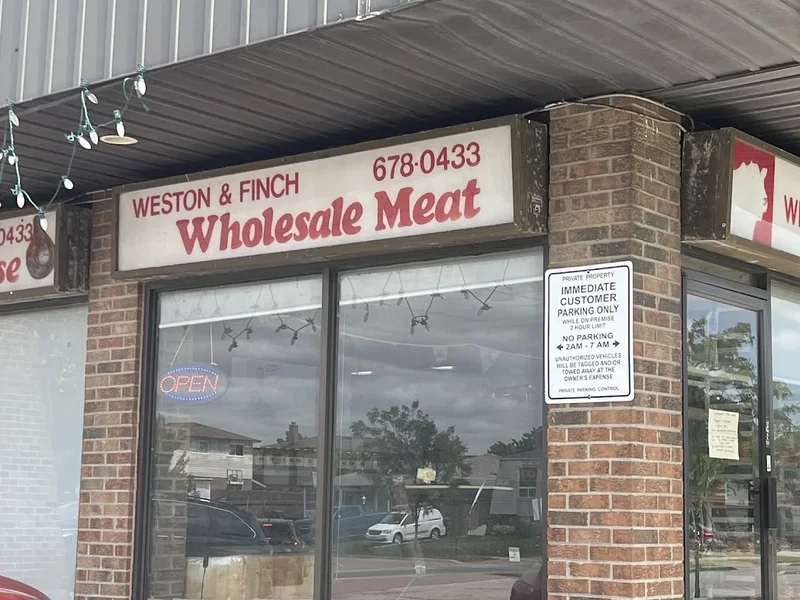 0433
se
WESTON & FINCH 678-0433
Wholesale Meat
OPEN
PRIVATE PROPERTY
IMMEDIATE
CUSTOMER
PARKING ONLY
WHILE ON PREMISE
2 HOUR LIMIT
NO PARKING
2AM - 7 AM
UNAUTHORIZED VEHICLES
WILL BE TAGGED AND/OR
TOWED AWAY AT THE
OWNER'S EXPENSE
PRIVATE PARKING CONTROL
W